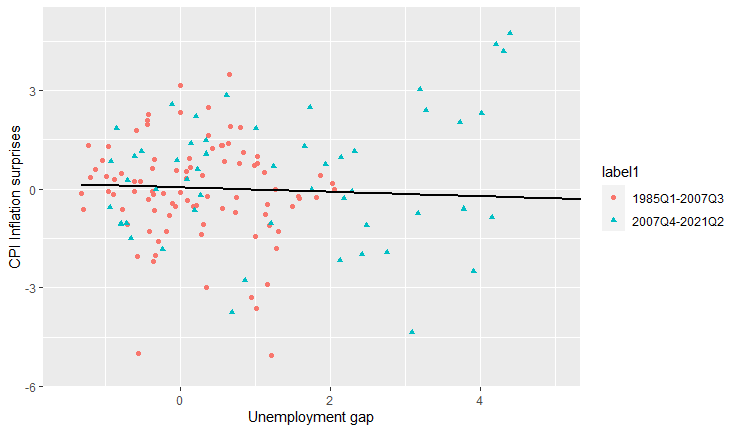 CPI Inflation surprises
3
0
-3
-6
0
2
4
Unemployment gap
label1
1985Q1-2007Q3
2007Q4-2021Q2